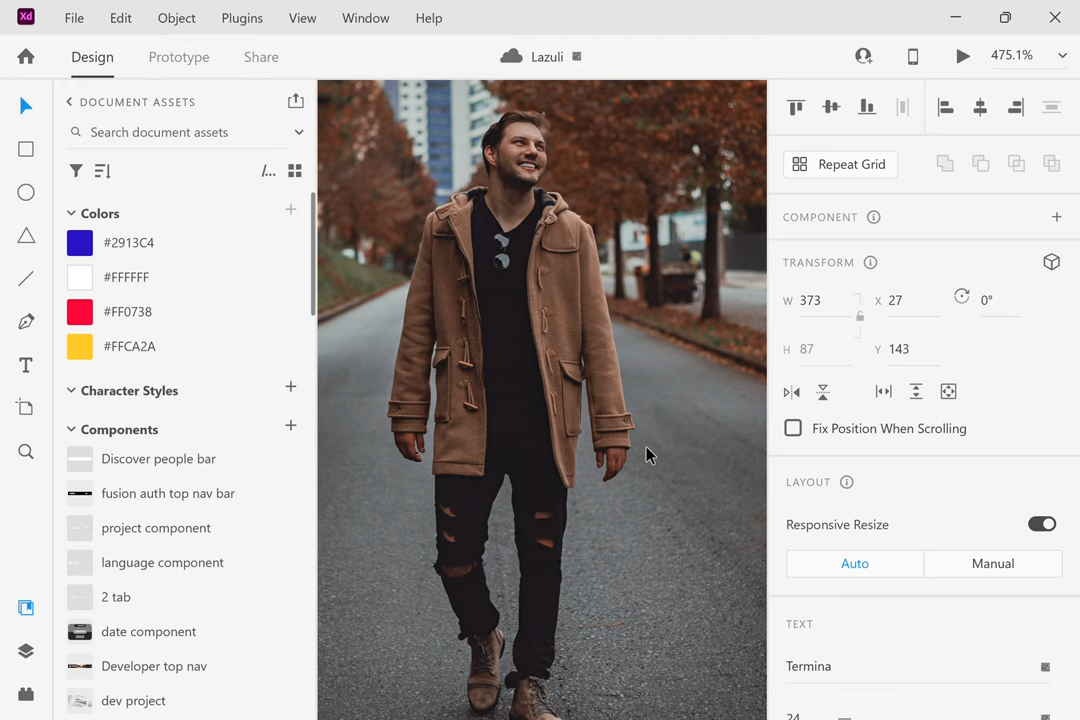 Xd File Edit Object Plugins View Window Help
Design Prototype Share Lazuli 475.1%
DOCUMENT ASSETS
Search document assets
/...
Colors
#2913C4
#FFFFFF
#FF0738
#FFCA2A
Character Styles
Components
Discover people bar
fusion auth top nav bar
project component
language component
2 tab
date component
Developer top nav
dev project
Repeat Grid
COMPONENT
TRANSFORM
W 373 X 27 0°
H 87 Y 143
Fix Position When Scrolling
LAYOUT
Responsive Resize
Auto Manual
TEXT
Termina
24